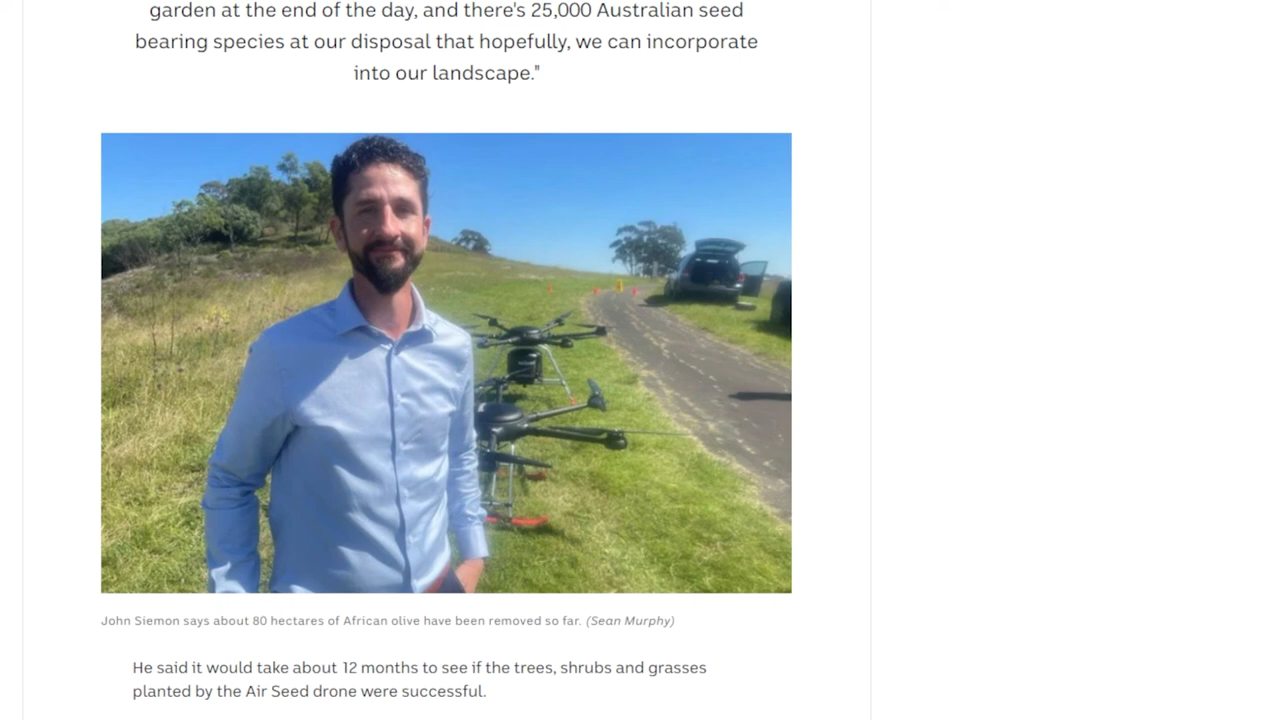 garden at the end of the day, and there's 25,000 Australian seed
bearing species at our disposal that hopefully, we can incorporate
into our landscape."
John Siemon says about 80 hectares of African olive have been removed so far. (Sean Murphy)
He said it would take about 12 months to see if the trees, shrubs and grasses
planted by the Air Seed drone were successful.